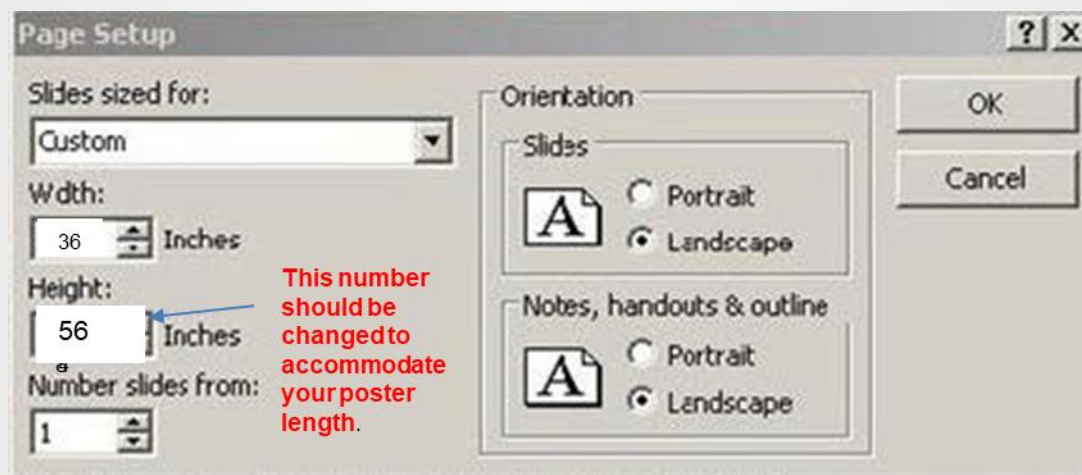 Page Setup
? X
Slides sized for:
Custom
Width:
36 Inches
Height:
56 Inches
Number slides from:
1
This number
should be
changed to
accommodate
your poster
length.
Orientation
Slides
A
Portrait
Landscape
Notes, handouts & outline
A
Portrait
Landscape
OK
Cancel